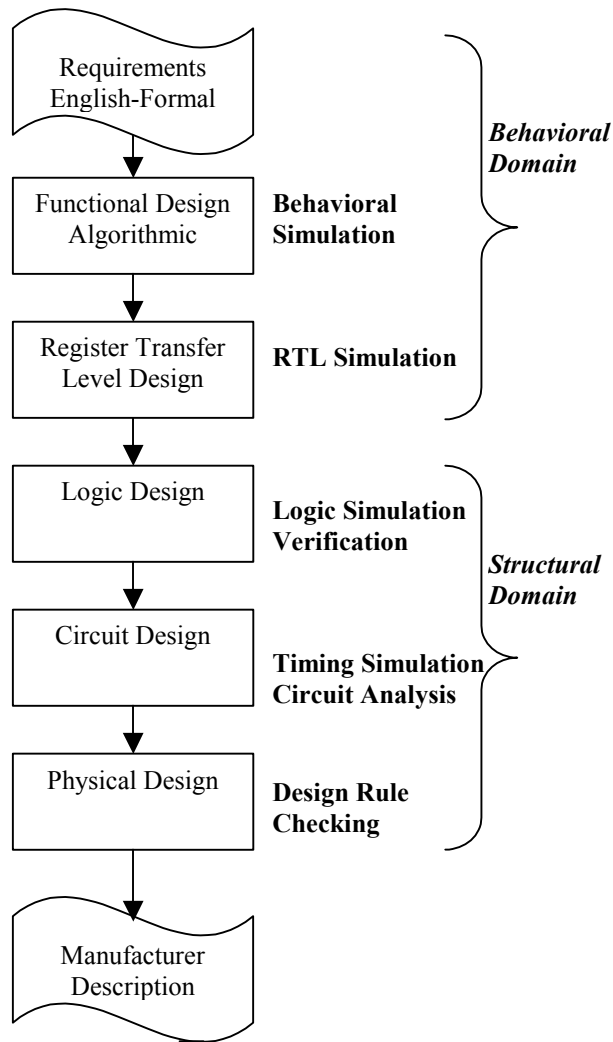 Requirements
English-Formal
Behavioral
Domain
Functional Design
Algorithmic
Behavioral
Simulation
Register Transfer
Level Design
RTL Simulation
Logic Design
Logic Simulation
Verification
Structural
Domain
Circuit Design
Timing Simulation
Circuit Analysis
Physical Design
Design Rule
Checking
Manufacturer
Description